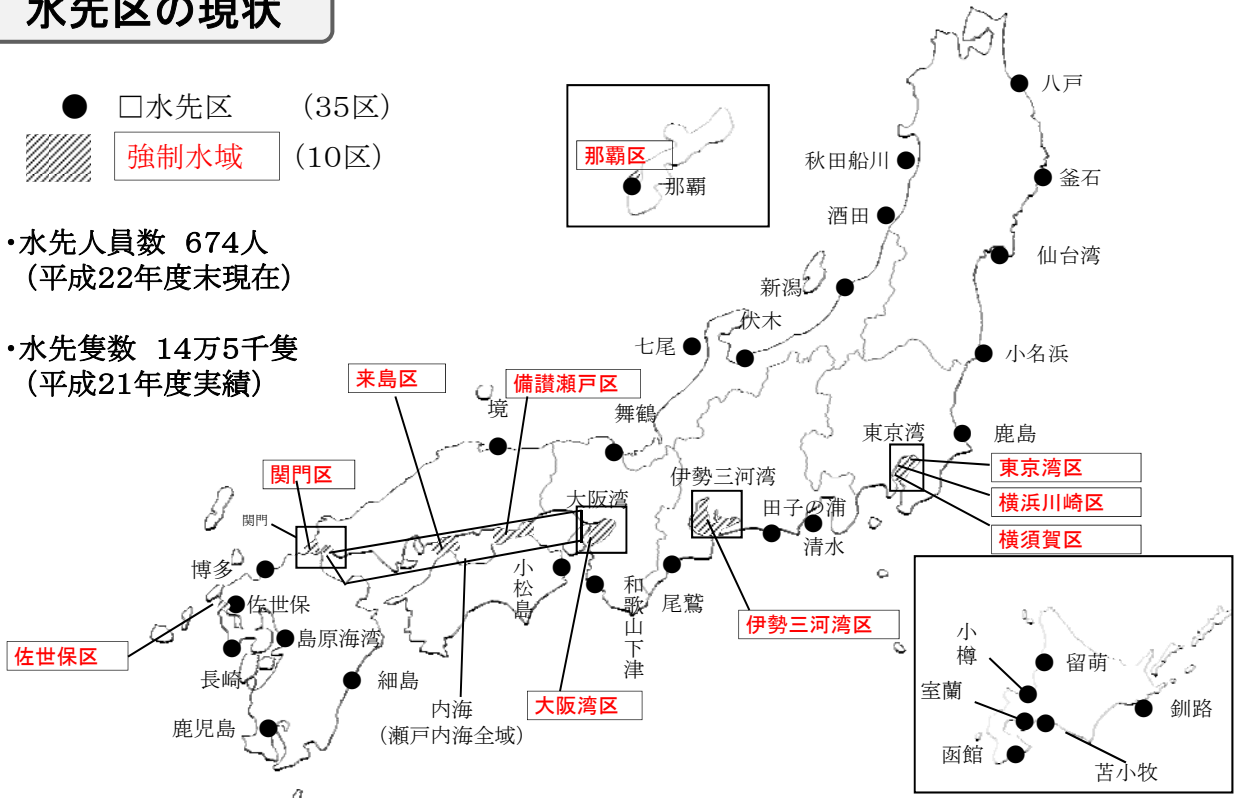 水先区の現状
● □水先区 （35区）
強制水域 （10区）
・水先人員数 674人
（平成22年度末現在）
・水先隻数 14万5千隻
（平成21年度実績）
那覇区
那覇
八戸
秋田船川
釜石
酒田
仙台湾
新潟
伏木
七尾
小名浜
来島区
備讃瀬戸区
境
舞鶴
東京湾
鹿島
関門区
伊勢三河湾
東京湾区
大阪湾
田子の浦
横浜川崎区
関門
清水
横須賀区
博多
小松島
和歌山下津
尾鷲
佐世保
伊勢三河湾区
島原海湾
佐世保区
長崎
細島
内海
（瀬戸内海全域）
大阪湾区
鹿児島
小樽
留萌
室蘭
釧路
函館
苫小牧